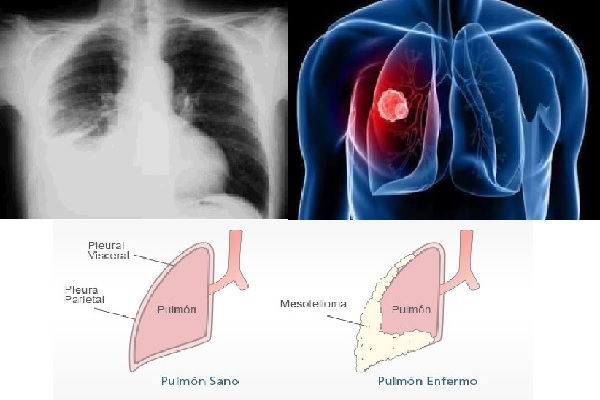 Pleural
Visceral
Pleura
Parietal
Pulmón
Pulmón Sano
Mesotelioma
Pulmón
Pulmón Enfermo